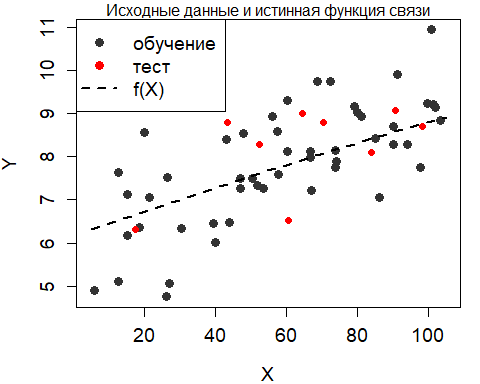 Исходные данные и истинная функция связи
обучение
тест
f(X)
Y
11
10
9
8
7
6
5
20 40 60 80 100
X